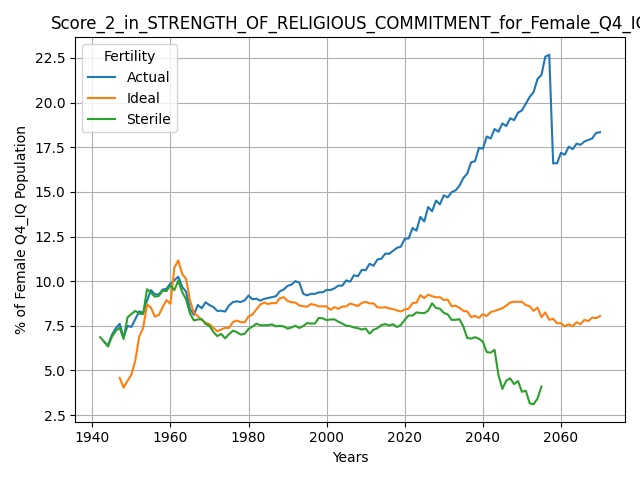 Score_2_in_STRENGTH_OF_RELIGIOUS_COMMITMENT_for_Female_Q4_IQ
Fertility
Actual
Ideal
Sterile
% of Female Q4_IQ Population
22.5
20.0
17.5
15.0
12.5
10.0
7.5
5.0
2.5
1940 1960 1980 2000 2020 2040 2060
Years